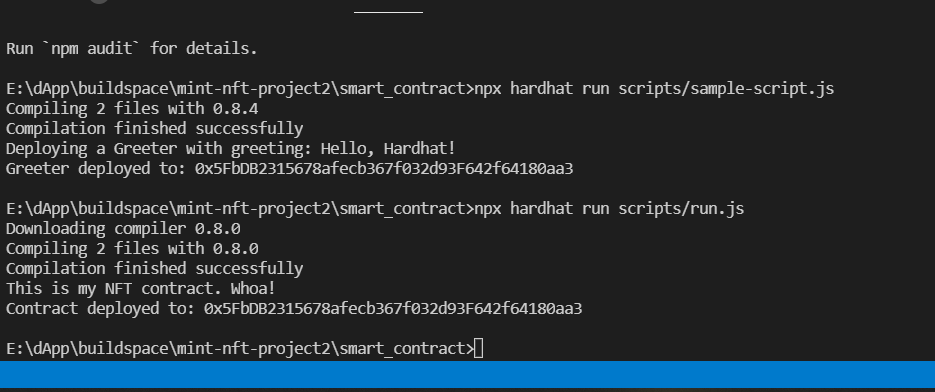 Run `npm audit` for details.
E:\dApp\buildspace\mint-nft-project2\smart_contract>npx hardhat run scripts/sample-script.js
Compiling 2 files with 0.8.4
Compilation finished successfully
Deploying a Greeter with greeting: Hello, Hardhat!
Greeter deployed to: 0x5FbDB2315678afecb367f032d93F642f64180aa3
E:\dApp\buildspace\mint-nft-project2\smart_contract>npx hardhat run scripts/run.js
Downloading compiler 0.8.0
Compiling 2 files with 0.8.0
Compilation finished successfully
This is my NFT contract. Whoa!
Contract deployed to: 0x5FbDB2315678afecb367f032d93F642f64180aa3
E:\dApp\buildspace\mint-nft-project2\smart_contract>